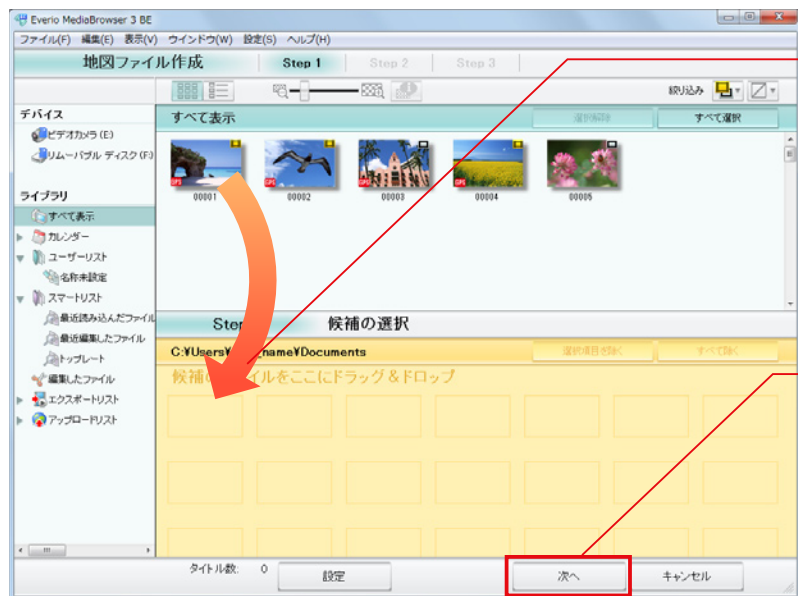 Everio MediaBrowser 3 BE
ファイル(F) 編集(E) 表示(V) ウインドウ(W) 設定(S) ヘルプ(H)
地図ファイル作成 Step 1 Step 2 Step 3
絞り込み
デバイス
ビデオカメラ (E)
リムーバブル ディスク (F)
ライブラリ
すべて表示
カレンダー
ユーザーリスト
名称未設定
スマートリスト
最近読み込んだファイル
最近編集したファイル
トップレート
編集したファイル
エクスポートリスト
アップロードリスト
すべて表示 選択解除 すべて選択
GPS GPS GPS GPS
00001 00002 00003 00004 00005
Step 候補の選択
C:¥Users¥ _name¥Documents 選択項目を除く すべて除く
候補の イルをここにドラッグ & ドロップ
タイトル数: 0 設定 次へ キャンセル